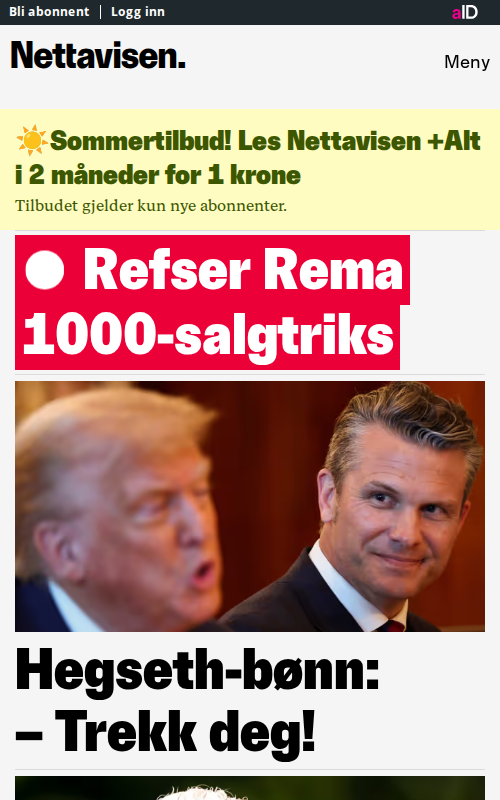 Bli abonnent | Logg inn
aID
Nettavisen.
Meny
☀️Sommertilbud! Les Nettavisen +Alt
i 2 måneder for 1 krone
Tilbudet gjelder kun nye abonnenter.
Refser Rema
1000-salgtriks
Hegseth-bønn:
– Trekk deg!